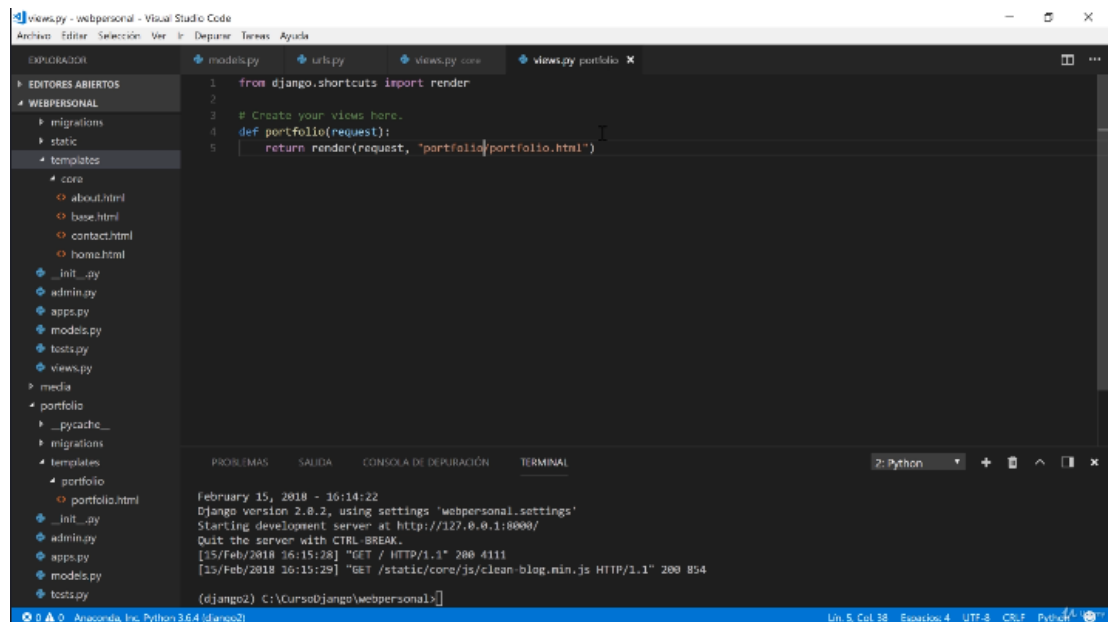 views.py - webpersonal - Visual Studio Code
Archivo Editar Selección Ver Ir Depurar Tareas Ayuda
EXPLORADOR
models.py
urls.py
views.py core
views.py portfolio
EDITORES ABIERTOS
WEBPERSONAL
migrations
static
templates
core
about.html
base.html
contact.html
home.html
__init__.py
admin.py
apps.py
models.py
tests.py
views.py
media
portfolio
__pycache__
migrations
templates
portfolio
portfolio.html
__init__.py
admin.py
apps.py
models.py
tests.py
1 from django.shortcuts import render
2
3 # Create your views here.
4 def portfolio(request):
5 return render(request, "portfolio/portfolio.html")
PROBLEMAS SALIDA CONSOLA DE DEPURACIÓN TERMINAL
2: Python
February 15, 2018 - 16:14:22
Django version 2.0.2, using settings 'webpersonal.settings'
Starting development server at http://127.0.0.1:8000/
Quit the server with CTRL-BREAK.
[15/Feb/2018 16:15:28] "GET / HTTP/1.1" 200 4111
[15/Feb/2018 16:15:29] "GET /static/core/js/clean-blog.min.js HTTP/1.1" 200 854
(django2) C:\CursoDjango\webpersonal>
0 0 Anaconda, Inc. Python 3.6.4 (django2)
Lín. 5, Col. 38 Espacios: 4 UTF-8 CRLF Python